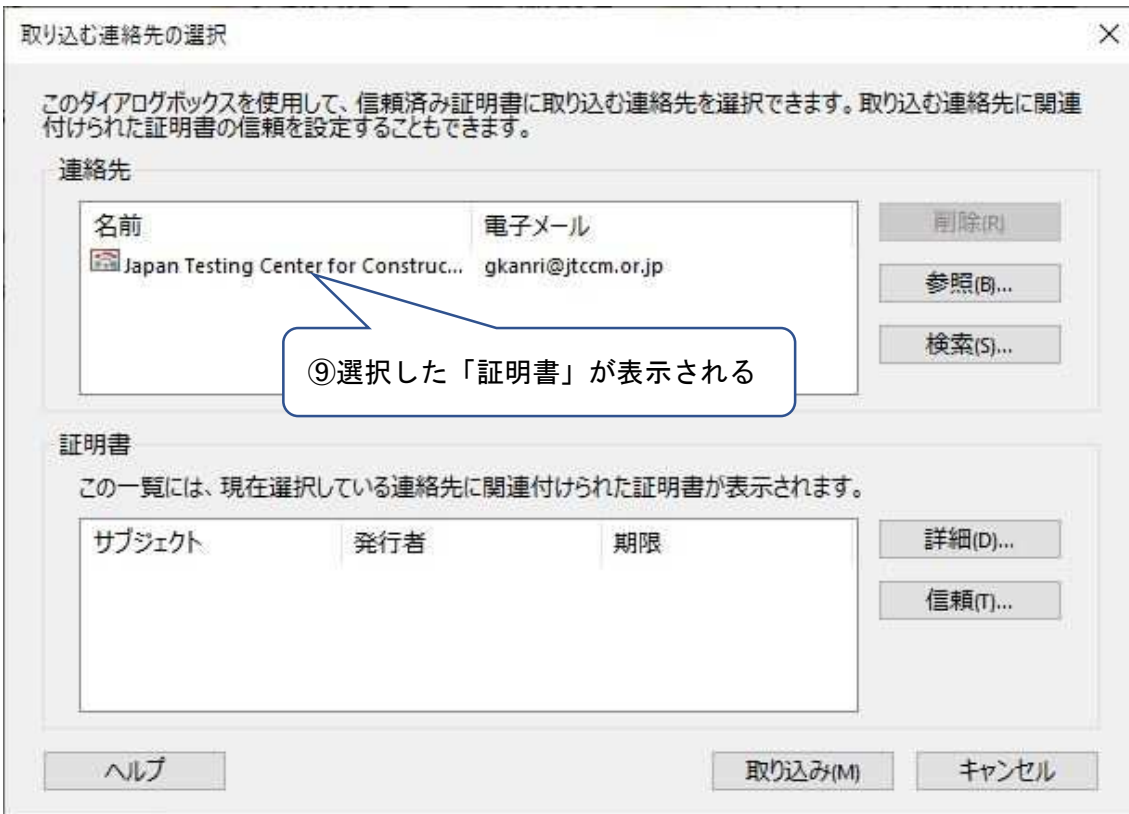 取り込む連絡先の選択
このダイアログボックスを使用して、信頼済み証明書に取り込む連絡先を選択できます。取り込む連絡先に関連
付けられた証明書の信頼を設定することもできます。
連絡先
名前 電子メール
Japan Testing Center for Construc... gkanri@jtccm.or.jp
削除(R)
参照(B)...
検索(S)...
⑨選択した「証明書」が表示される
証明書
この一覧には、現在選択している連絡先に関連付けられた証明書が表示されます。
サブジェクト 発行者 期限
詳細(D)...
信頼(T)...
ヘルプ 取り込み(M) キャンセル